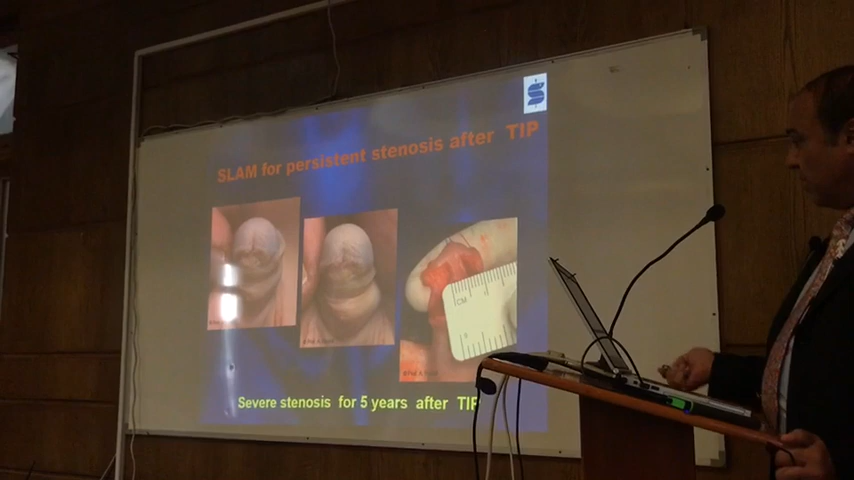 SLAM for persistent stenosis after TIP
CM
Severe stenosis for 5 years after TIP